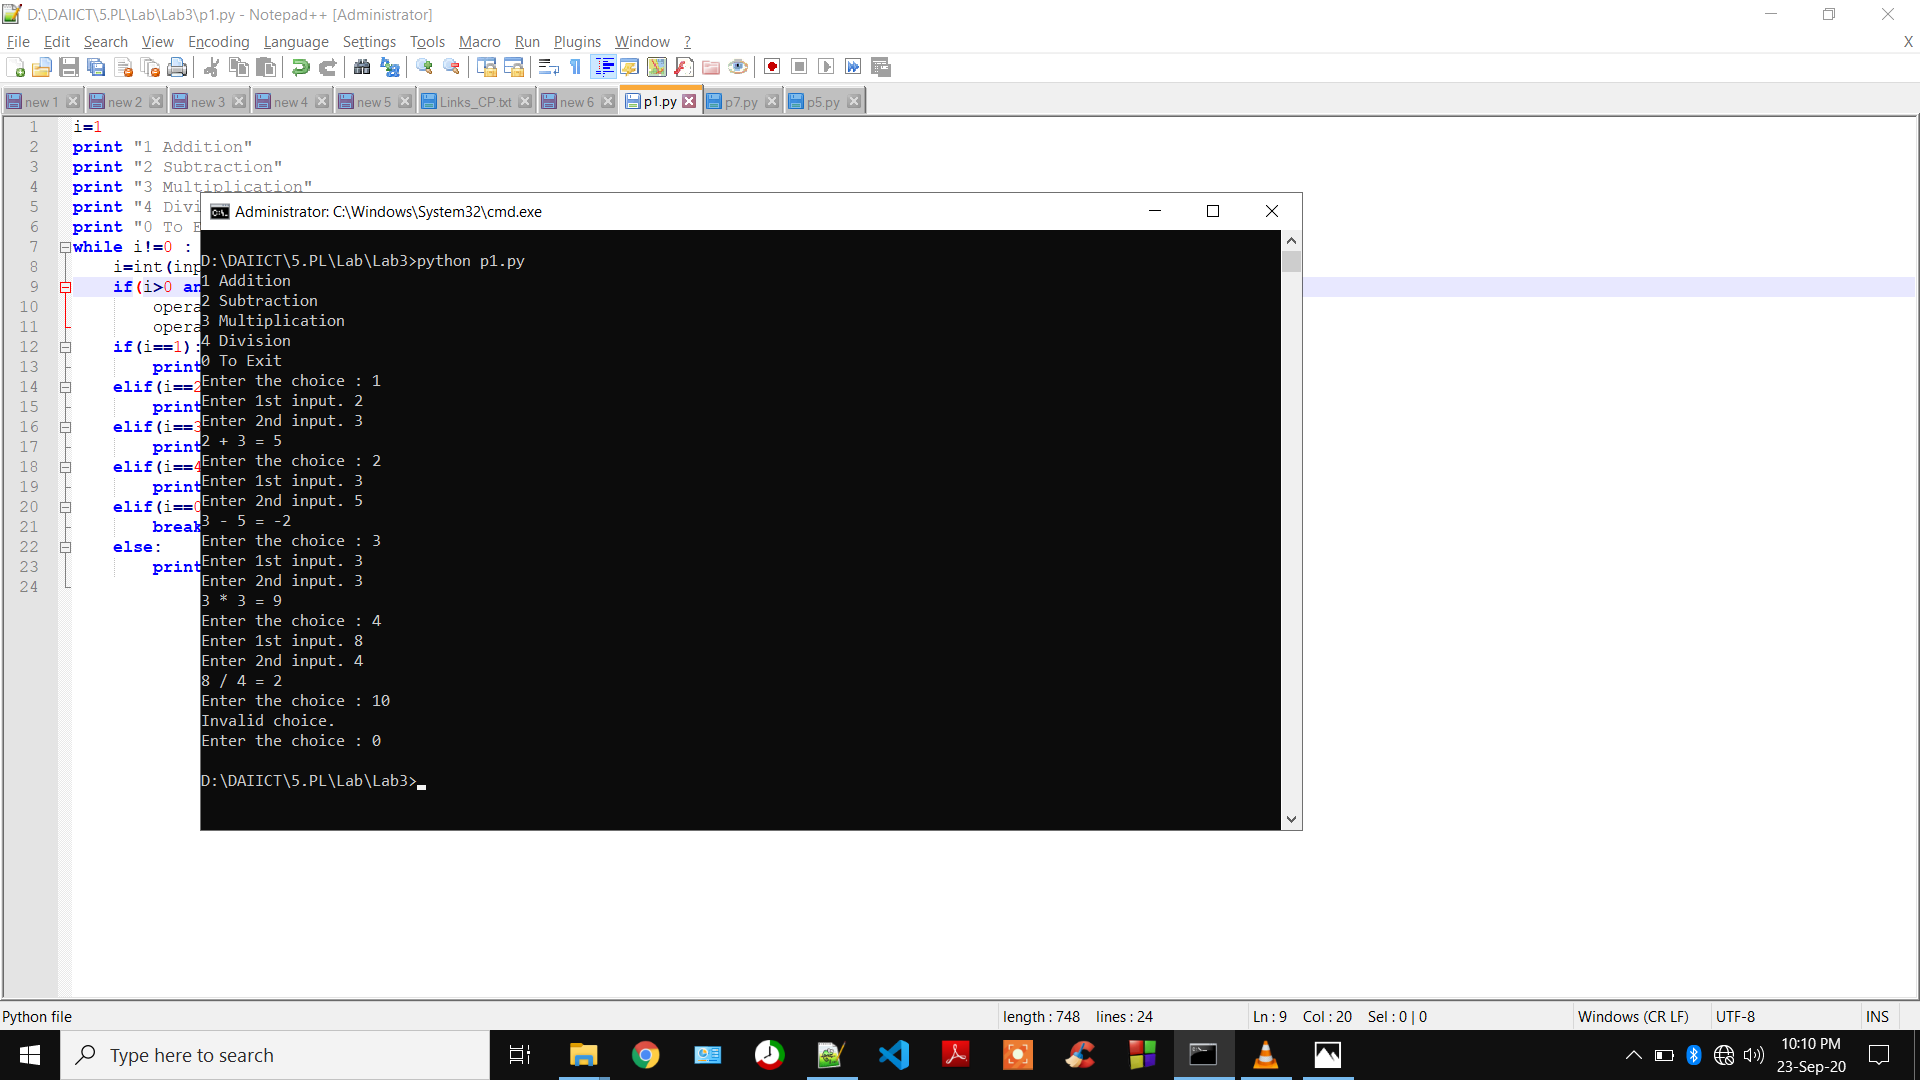 D:\DAIICT\5.PL\Lab\Lab3\p1.py - Notepad++ [Administrator]
File Edit Search View Encoding Language Settings Tools Macro Run Plugins Window ? X
new 1 new 2 new 3 new 4 new 5 Links_CP.txt new 6 p1.py p7.py p5.py
1 i=1
2 print "1 Addition"
3 print "2 Subtraction"
4 print "3 Multiplication"
5 print "4 Divi
6 print "0 To E
7 while i!=0 :
8 i=int(inp
9 if(i>0 an
10 opera
11 opera
12 if(i==1):
13 print
14 elif(i==2
15 print
16 elif(i==3
17 print
18 elif(i==4
19 print
20 elif(i==0
21 break
22 else:
23 print
24
Administrator: C:\Windows\System32\cmd.exe
D:\DAIICT\5.PL\Lab\Lab3>python p1.py
1 Addition
2 Subtraction
3 Multiplication
4 Division
0 To Exit
Enter the choice : 1
Enter 1st input. 2
Enter 2nd input. 3
2 + 3 = 5
Enter the choice : 2
Enter 1st input. 3
Enter 2nd input. 5
3 - 5 = -2
Enter the choice : 3
Enter 1st input. 3
Enter 2nd input. 3
3 * 3 = 9
Enter the choice : 4
Enter 1st input. 8
Enter 2nd input. 4
8 / 4 = 2
Enter the choice : 10
Invalid choice.
Enter the choice : 0
D:\DAIICT\5.PL\Lab\Lab3>
Python file length : 748 lines : 24 Ln : 9 Col : 20 Sel : 0 | 0 Windows (CR LF) UTF-8 INS
Type here to search
10:10 PM
23-Sep-20